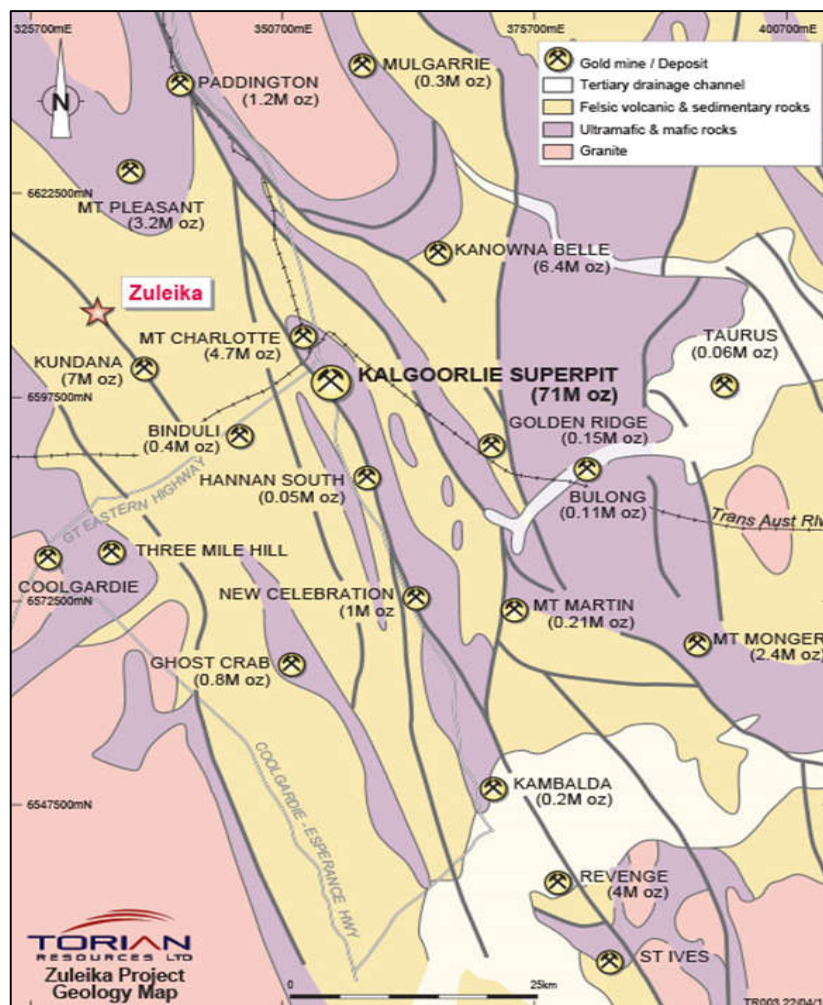 325700mE
350700mE
375700mE
400700mE
PADDINGTON
(1.2M oz)
MULGARRIE
(0.3M oz)
Gold mine / Deposit
Tertiary drainage channel
Felsic volcanic & sedimentary rocks
Ultramafic & mafic rocks
Granite
N
6622500mN
MT PLEASANT
(3.2M oz)
KANOWNA BELLE
(6.4M oz)
Zuleika
MT CHARLOTTE
(4.7M oz)
TAURUS
(0.06M oz)
KUNDANA
(7M oz)
KALGOORLIE SUPERPIT
(71M oz)
6597500mN
BINDULI
(0.4M oz)
GOLDEN RIDGE
(0.15M oz)
HANNAN SOUTH
(0.05M oz)
BULONG
(0.11M oz)
GT EASTERN HIGHWAY
Trans Aust Rlw
THREE MILE HILL
COOLGARDIE
6572500mN
NEW CELEBRATION
(1M oz)
MT MARTIN
(0.21M oz)
MT MONGER
(2.4M oz)
GHOST CRAB
(0.8M oz)
COOLGARDIE - ESPERANCE HWY
KAMBALDA
(0.2M oz)
6547500mN
REVENGE
(4M oz)
ST IVES
TORIAN
RESOURCES LTD
Zuleika Project
Geology Map
0
25km
TR003 22/04/1